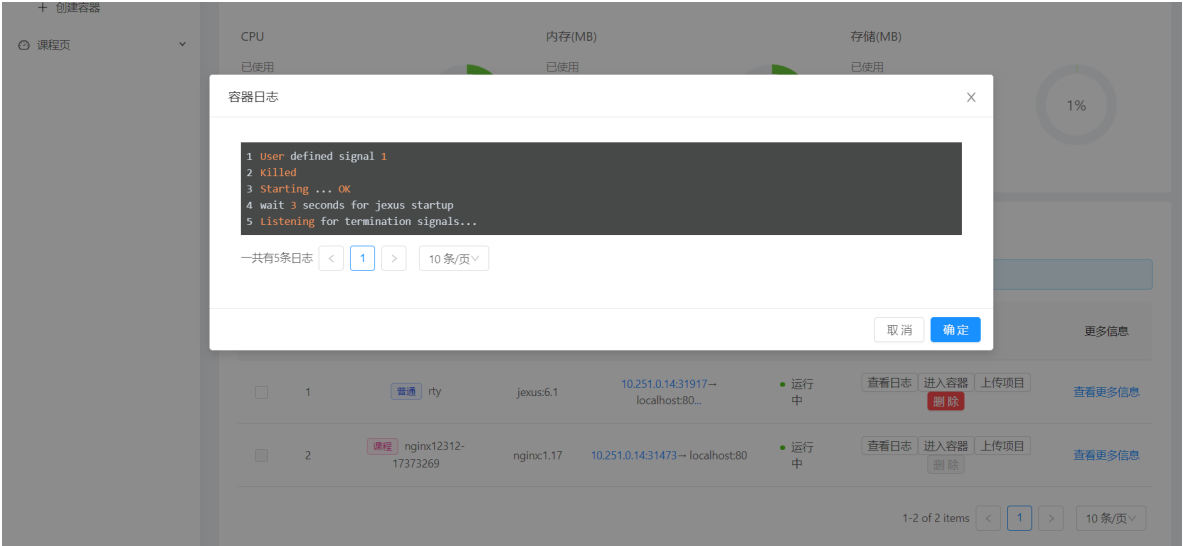 + 创建容器
课程页
CPU
内存(MB)
存储(MB)
已使用
已使用
已使用
1%
容器日志
1 User defined signal 1
2 Killed
3 Starting ... OK
4 wait 3 seconds for jexus startup
5 Listening for termination signals...
一共有5条日志 < 1 > 10 条/页
取 消
确 定
更多信息
1 普通 rty jexus:6.1 10.251.0.14:31917→ 运行 查看日志 进入容器 上传项目 查看更多信息
localhost:80... 中 删 除
2 课程 nginx12312- nginx:1.17 10.251.0.14:31473→ localhost:80 运行 查看日志 进入容器 上传项目 查看更多信息
17373269 中 删 除
1-2 of 2 items < 1 > 10 条/页